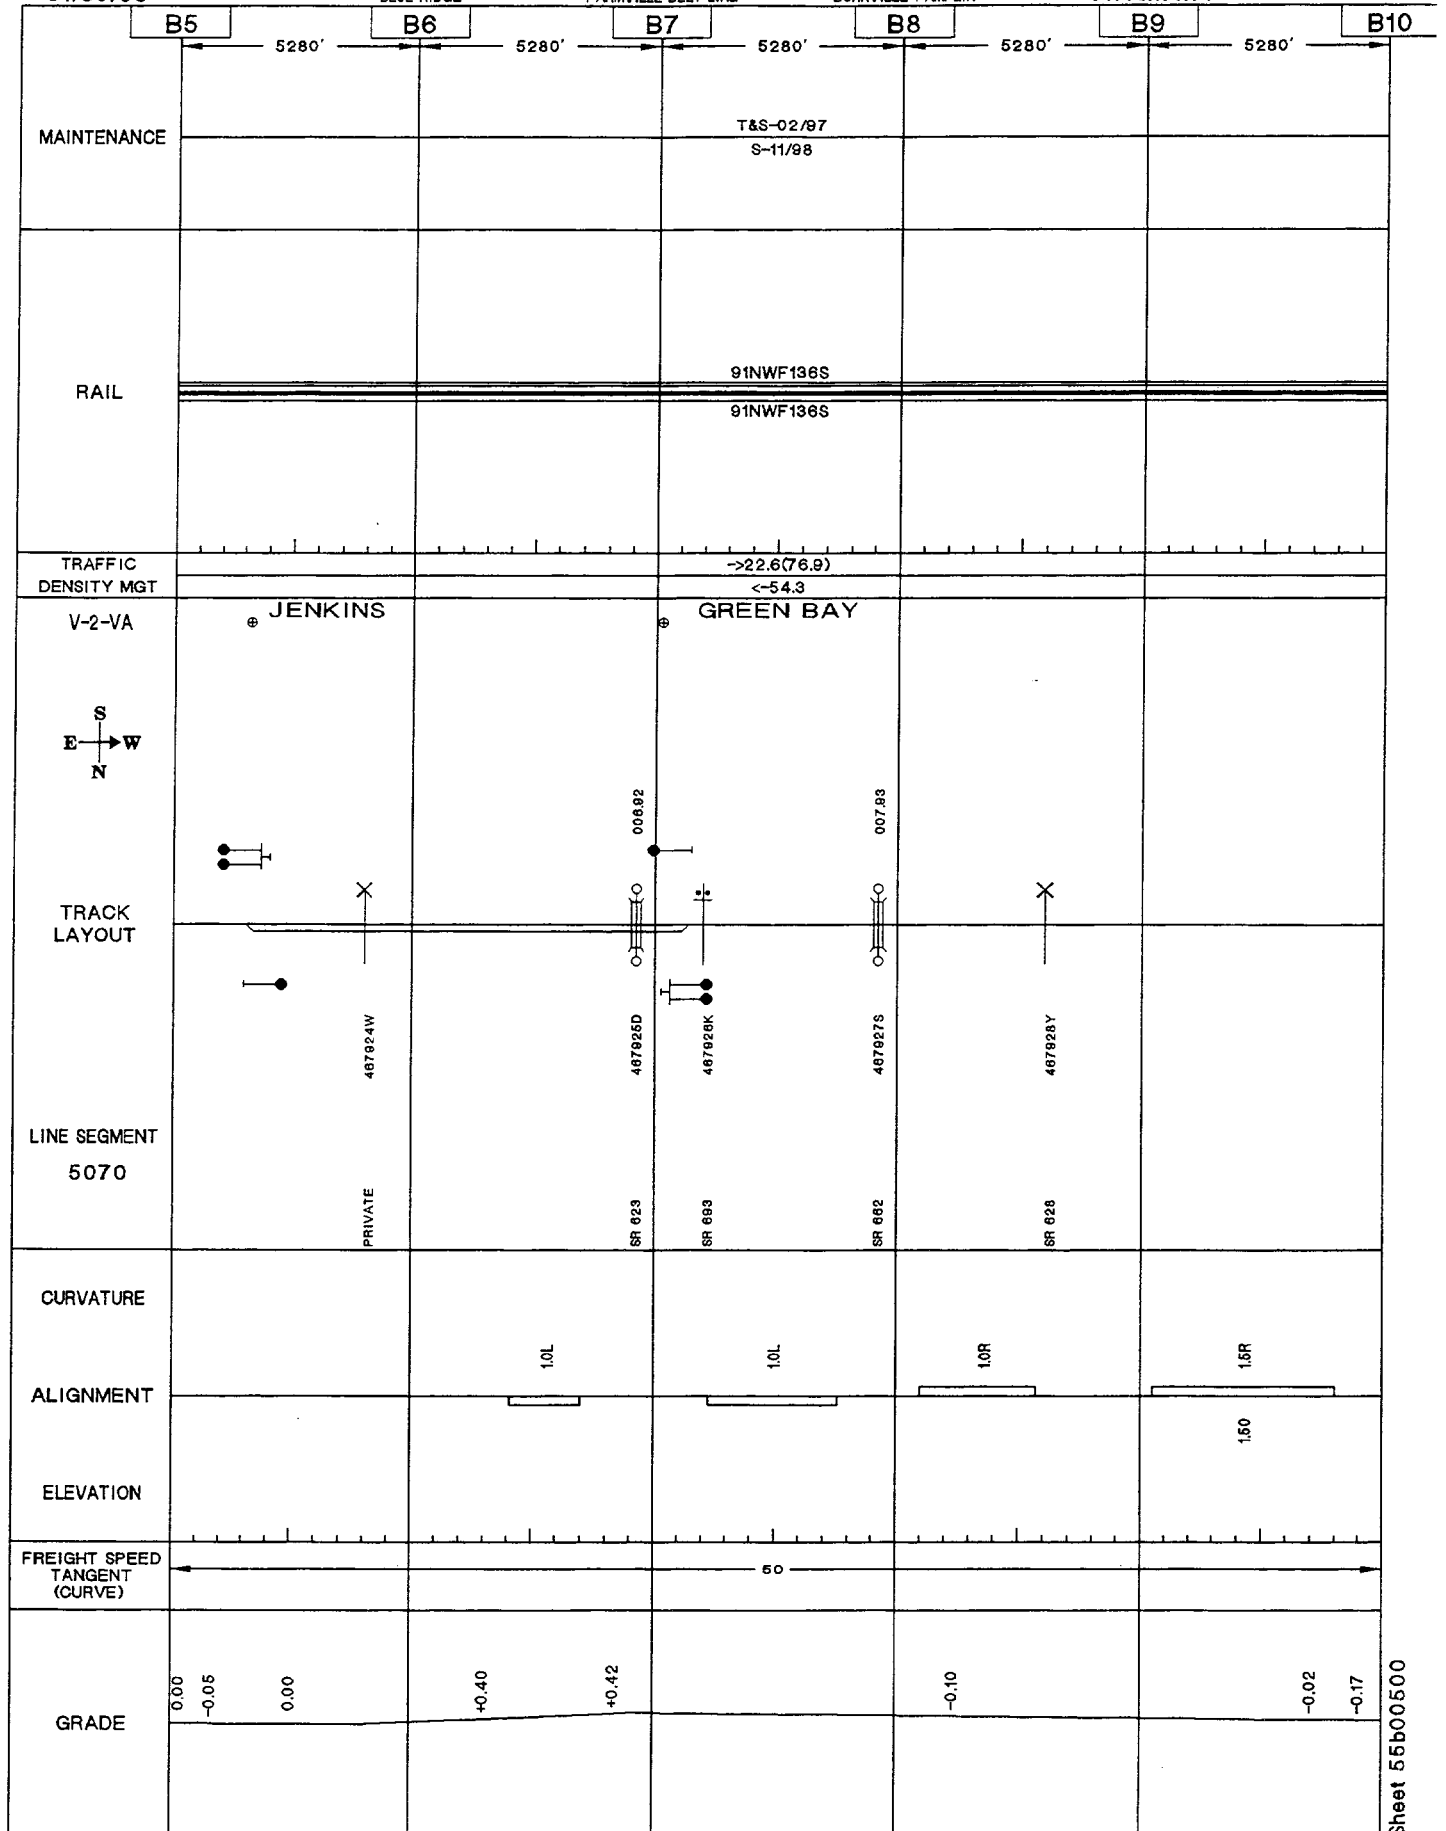 B5 B6 B7 B8 B9 B10
5280' 5280' 5280' 5280' 5280'
MAINTENANCE
T&S-02/97
S-11/98
RAIL
91NWF136S
91NWF136S
TRAFFIC
DENSITY MGT
->22.6(76.9)
<-54.3
V-2-VA
JENKINS
GREEN BAY
S
E W
N
006.92
007.93
TRACK
LAYOUT
467924W
467925D
467926K
467927S
467928Y
LINE SEGMENT
5070
PRIVATE
SR 623
SR 693
SR 662
SR 628
CURVATURE
1.0L
1.0L
1.0R
1.5R
ALIGNMENT
1.50
ELEVATION
FREIGHT SPEED
TANGENT
(CURVE)
50
GRADE
0.00
-0.05
0.00
+0.40
+0.42
-0.10
-0.02
-0.17
Sheet 55b00500